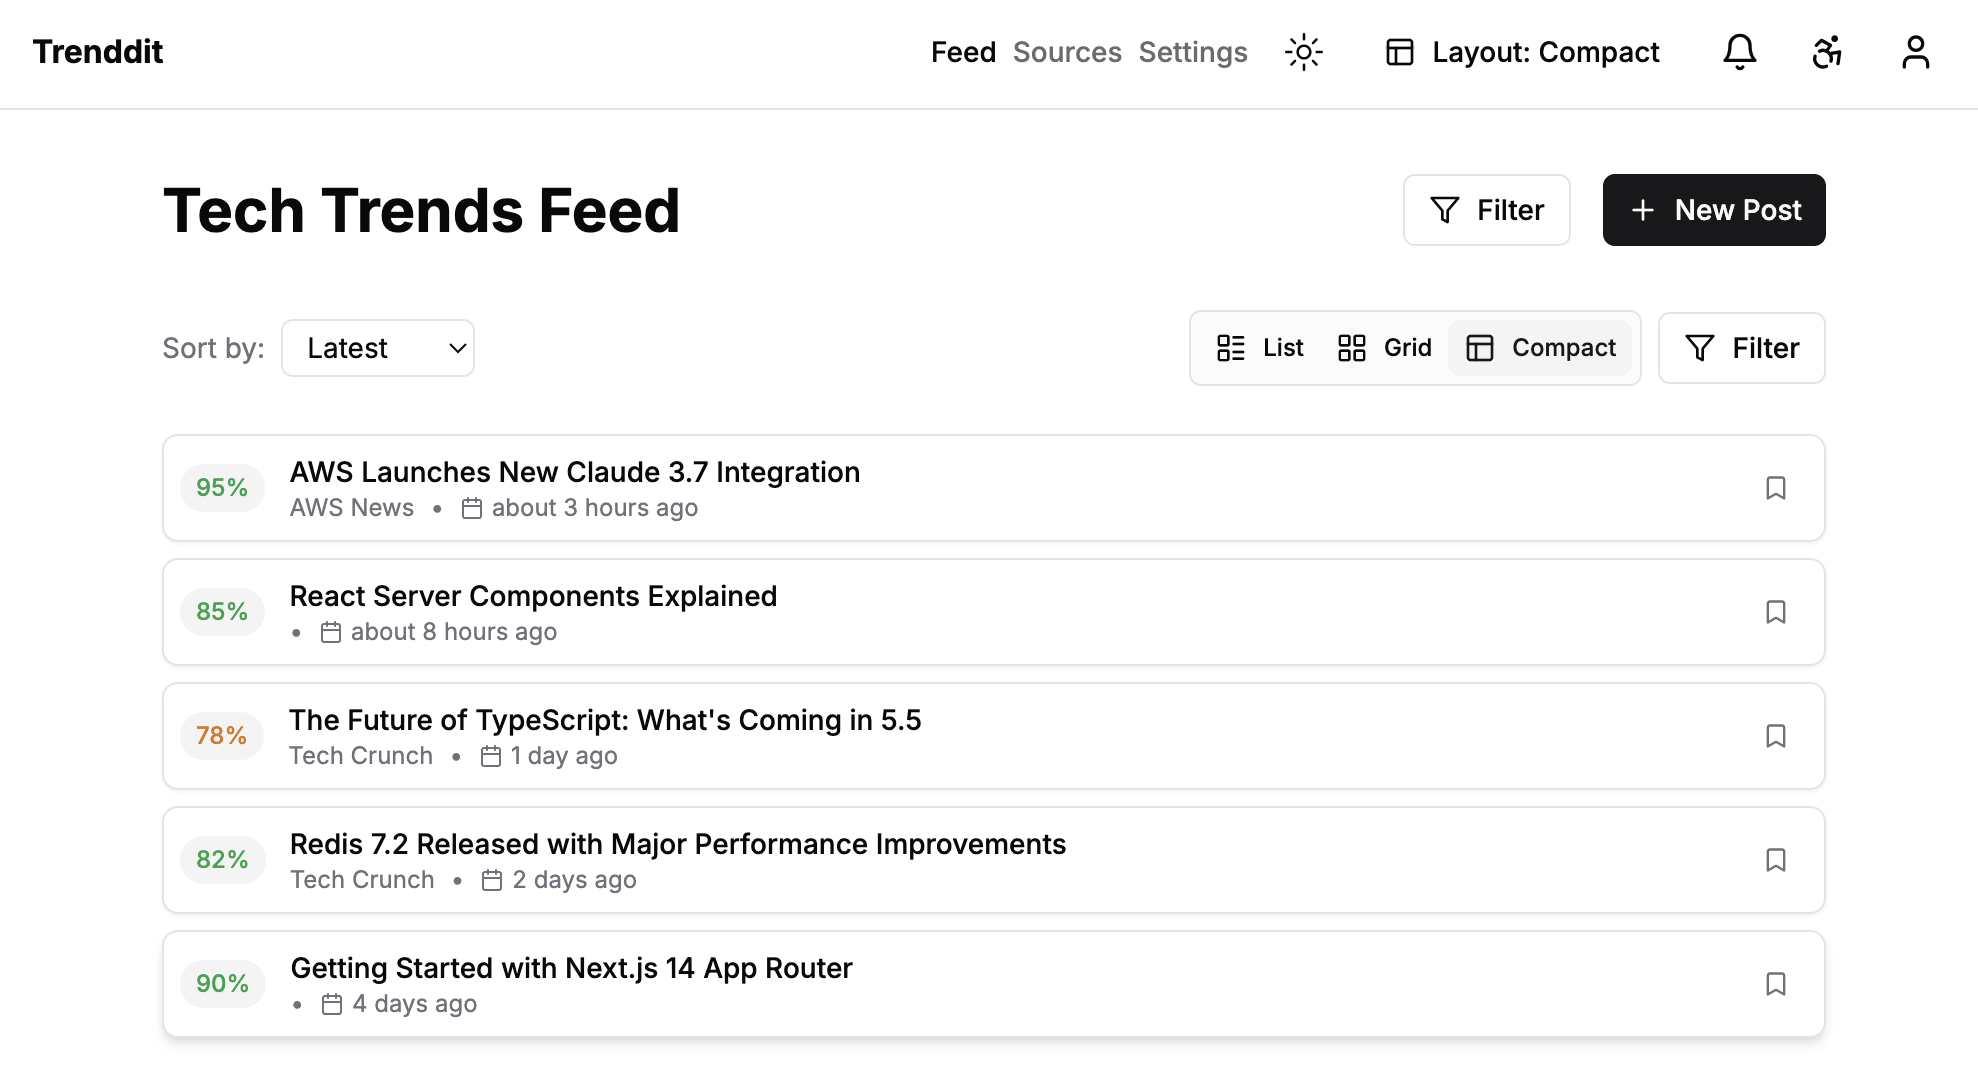 Trenddit
Feed Sources Settings Layout: Compact
Tech Trends Feed
Filter
+ New Post
Sort by: Latest
List Grid Compact
Filter
95%
AWS Launches New Claude 3.7 Integration
AWS News • about 3 hours ago
85%
React Server Components Explained
• about 8 hours ago
78%
The Future of TypeScript: What's Coming in 5.5
Tech Crunch • 1 day ago
82%
Redis 7.2 Released with Major Performance Improvements
Tech Crunch • 2 days ago
90%
Getting Started with Next.js 14 App Router
• 4 days ago